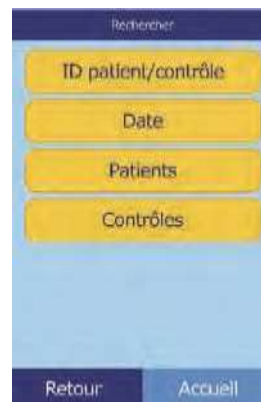 Rechercher
ID patient/contrôle
Date
Patients
Contrôles
Retour Accueil